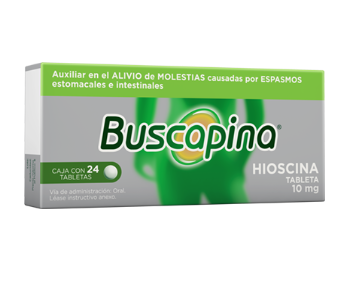 Auxiliar en el ALIVIO de MOLESTIAS causadas por ESPASMOS
estomacales e intestinales
Buscapina®
HIOSCINA
TABLETA
10 mg
CAJA CON 24
TABLETAS
Vía de administración: Oral.
Léase instructivo anexo.